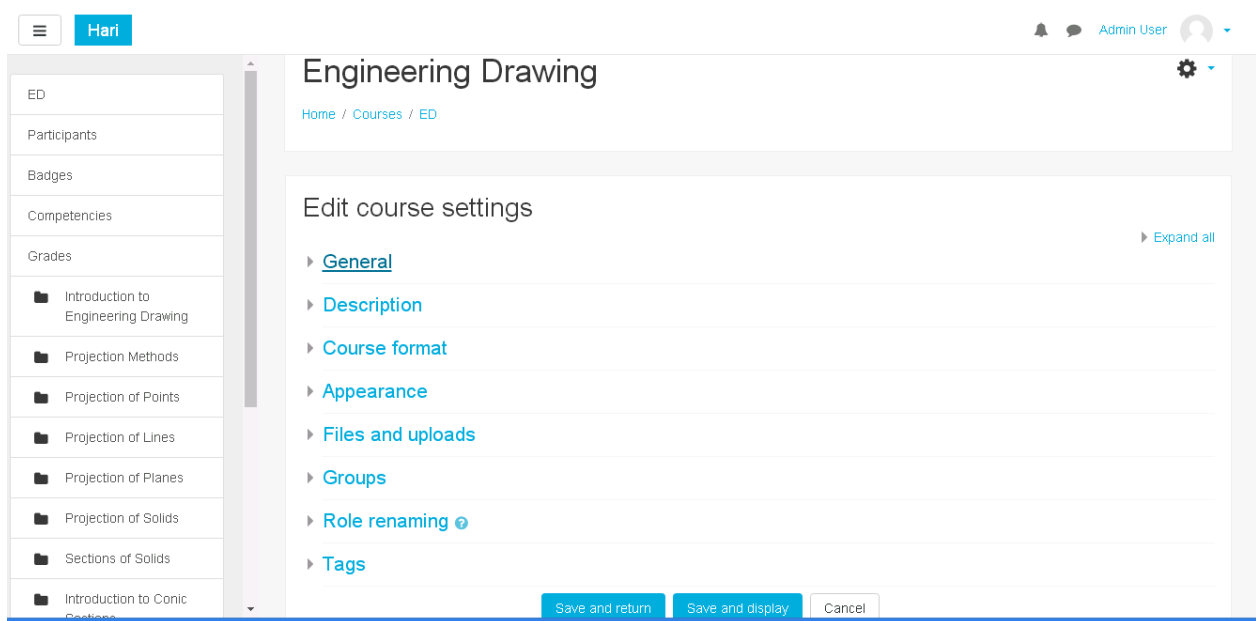 Hari
Admin User
ED
Participants
Badges
Competencies
Grades
Introduction to
Engineering Drawing
Projection Methods
Projection of Points
Projection of Lines
Projection of Planes
Projection of Solids
Sections of Solids
Introduction to Conic
Sections
Engineering Drawing
Home / Courses / ED
Edit course settings
Expand all
General
Description
Course format
Appearance
Files and uploads
Groups
Role renaming ?
Tags
Save and return
Save and display
Cancel